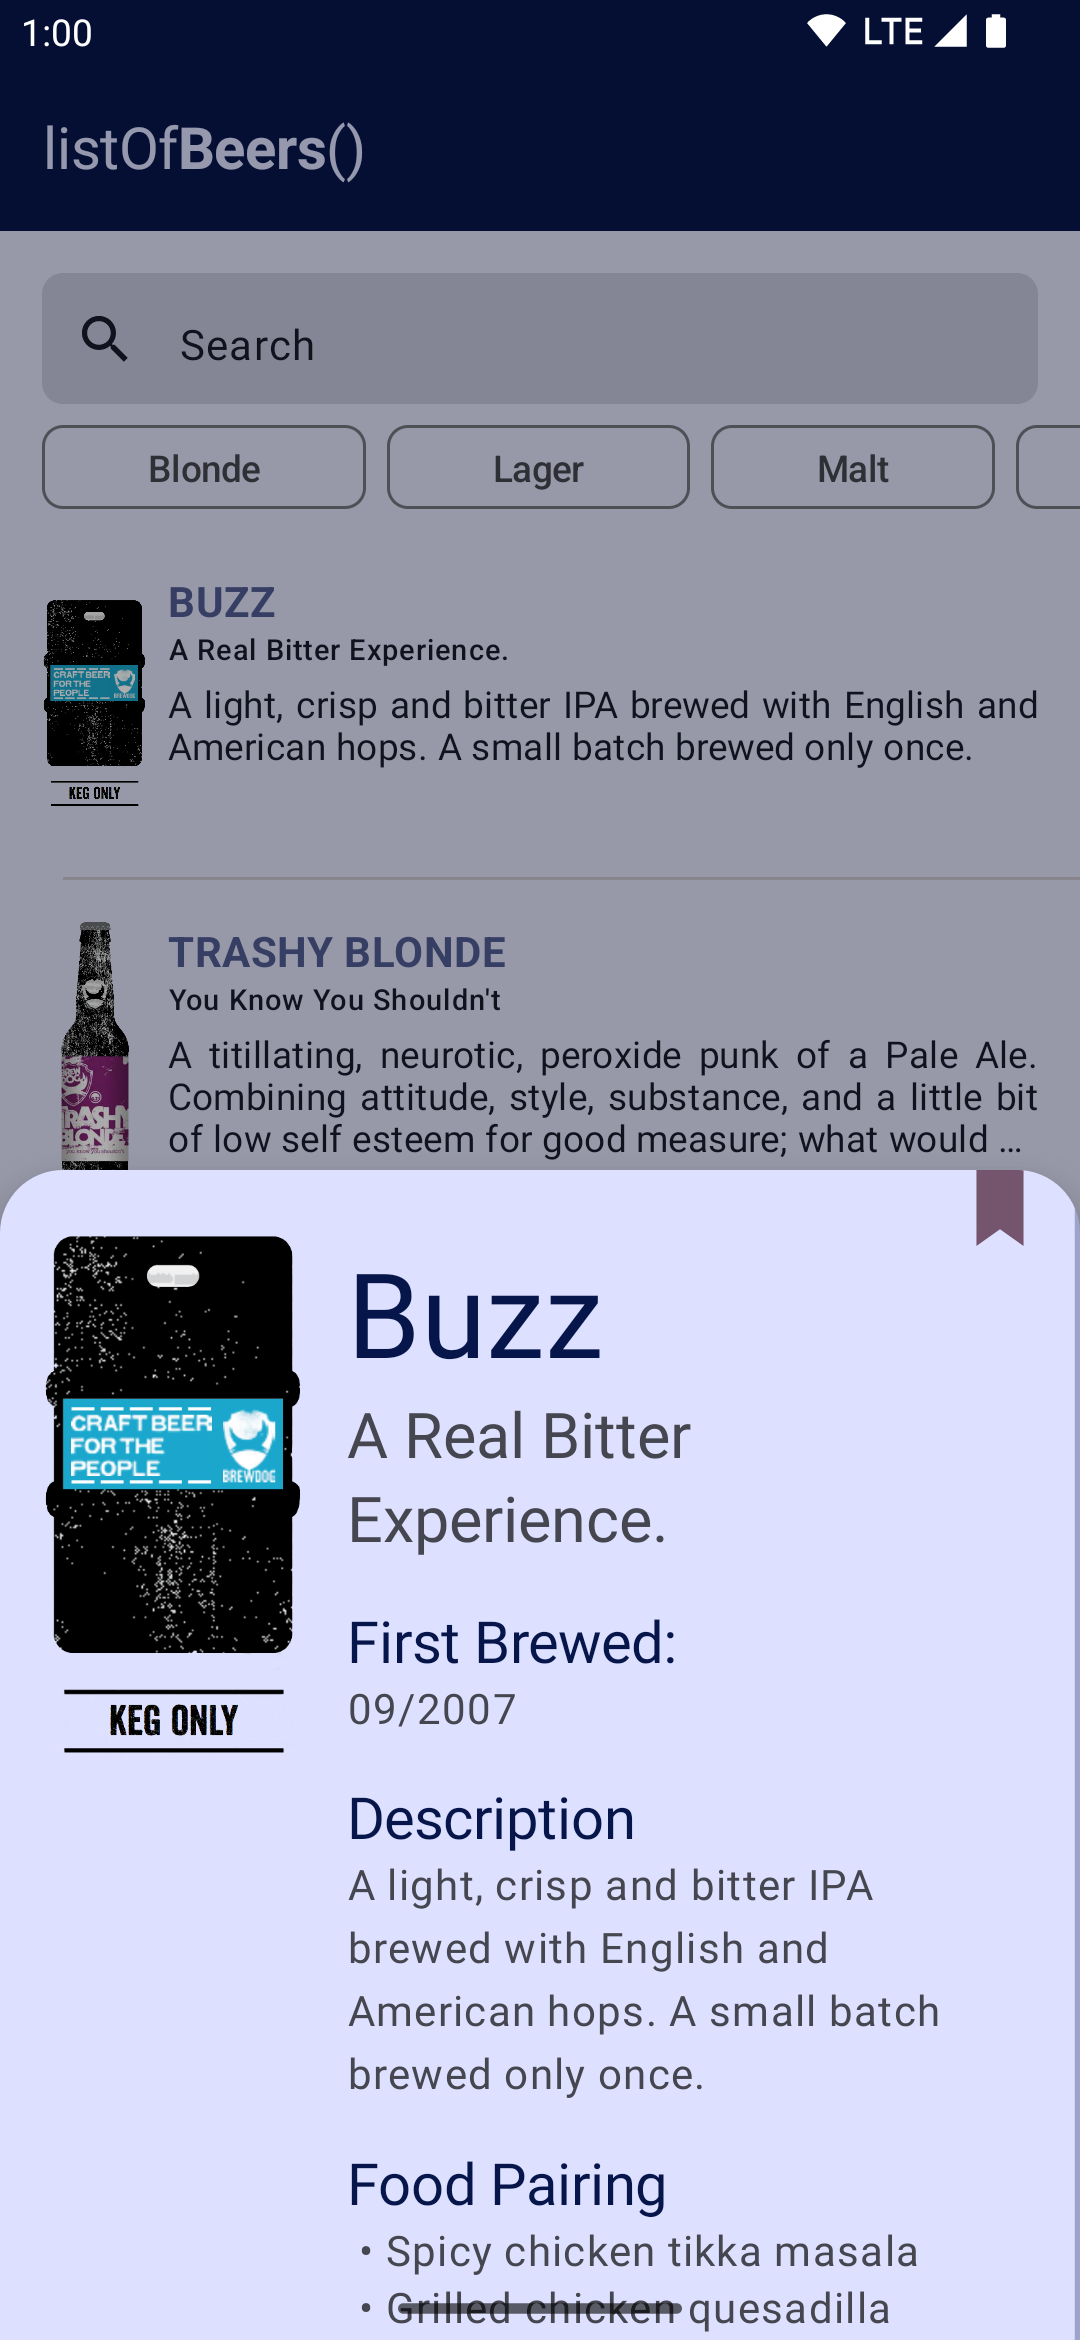 1:00
LTE
listOfBeers()
Search
Blonde
Lager
Malt
BUZZ
A Real Bitter Experience.
A light, crisp and bitter IPA brewed with English and
American hops. A small batch brewed only once.
CRAFT BEER
FOR THE
PEOPLE
BREWDOG
KEG ONLY
TRASHY BLONDE
You Know You Shouldn't
A titillating, neurotic, peroxide punk of a Pale Ale.
Combining attitude, style, substance, and a little bit
of low self esteem for good measure; what would ...
TRASHY
BLONDE
Buzz
A Real Bitter
Experience.
CRAFT BEER
FOR THE
PEOPLE
BREWDOG
KEG ONLY
First Brewed:
09/2007
Description
A light, crisp and bitter IPA
brewed with English and
American hops. A small batch
brewed only once.
Food Pairing
• Spicy chicken tikka masala
• Grilled chicken quesadilla